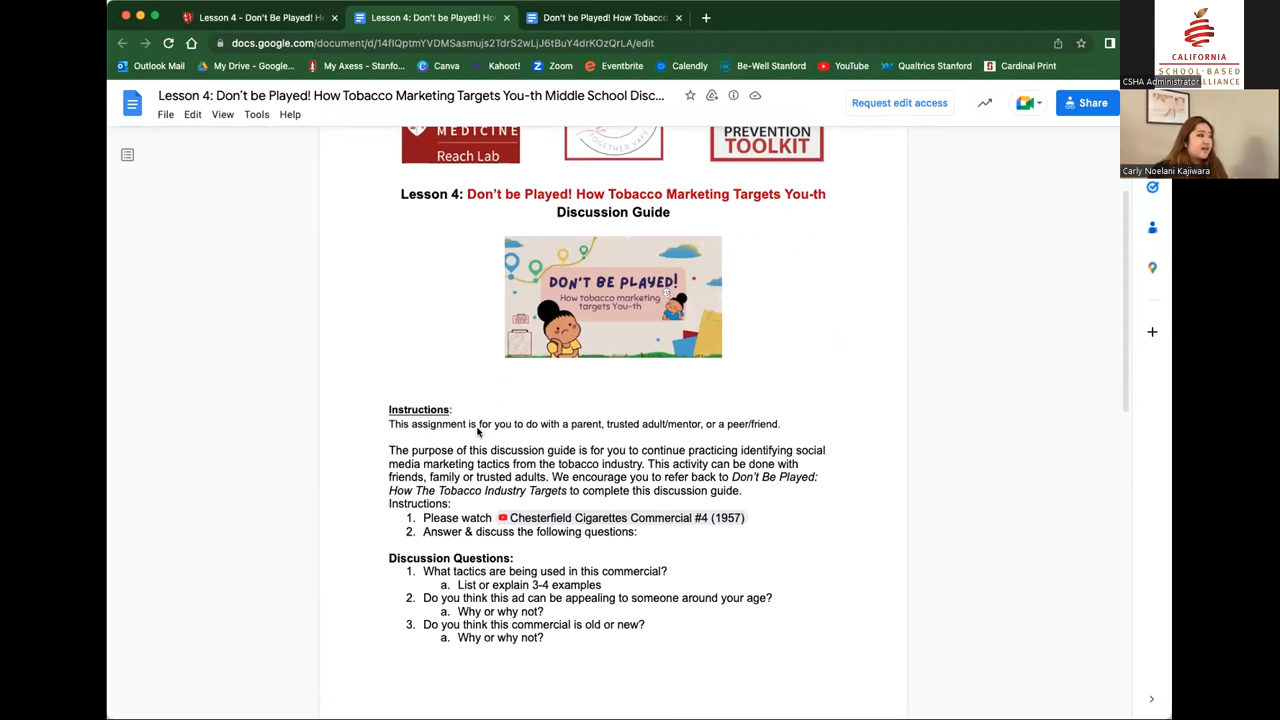 Lesson 4 - Don't Be Played! H
Lesson 4: Don't be Played! Ho
Don't be Played! How Tobacco
docs.google.com/document/d/14fIQptmYVDMSasmujs2TdrS2wLjJ6tBuY4drKOzQrLA/edit
Outlook Mail
My Drive - Google...
My Axess - Stanfo...
Canva
Kahoot!
Zoom
Eventbrite
Calendly
Be-Well Stanford
YouTube
Qualtrics Stanford
Cardinal Print
Lesson 4: Don't be Played! How Tobacco Marketing Targets You-th Middle School Disc...
File Edit View Tools Help
Request edit access
Share
CALIFORNIA
SCHOOL-BASED
CSHA Administrator
Carly Noelani Kajiwara
MEDICINE
Reach Lab
TOGETHER VAPE
PREVENTION
TOOLKIT
Lesson 4: Don't be Played! How Tobacco Marketing Targets You-th
Discussion Guide
DON'T BE PLAYED!
How tobacco marketing
targets You-th
Instructions:
This assignment is for you to do with a parent, trusted adult/mentor, or a peer/friend.
The purpose of this discussion guide is for you to continue practicing identifying social
media marketing tactics from the tobacco industry. This activity can be done with
friends, family or trusted adults. We encourage you to refer back to Don't Be Played:
How The Tobacco Industry Targets to complete this discussion guide.
Instructions:
1. Please watch Chesterfield Cigarettes Commercial #4 (1957)
2. Answer & discuss the following questions:
Discussion Questions:
1. What tactics are being used in this commercial?
a. List or explain 3-4 examples
2. Do you think this ad can be appealing to someone around your age?
a. Why or why not?
3. Do you think this commercial is old or new?
a. Why or why not?